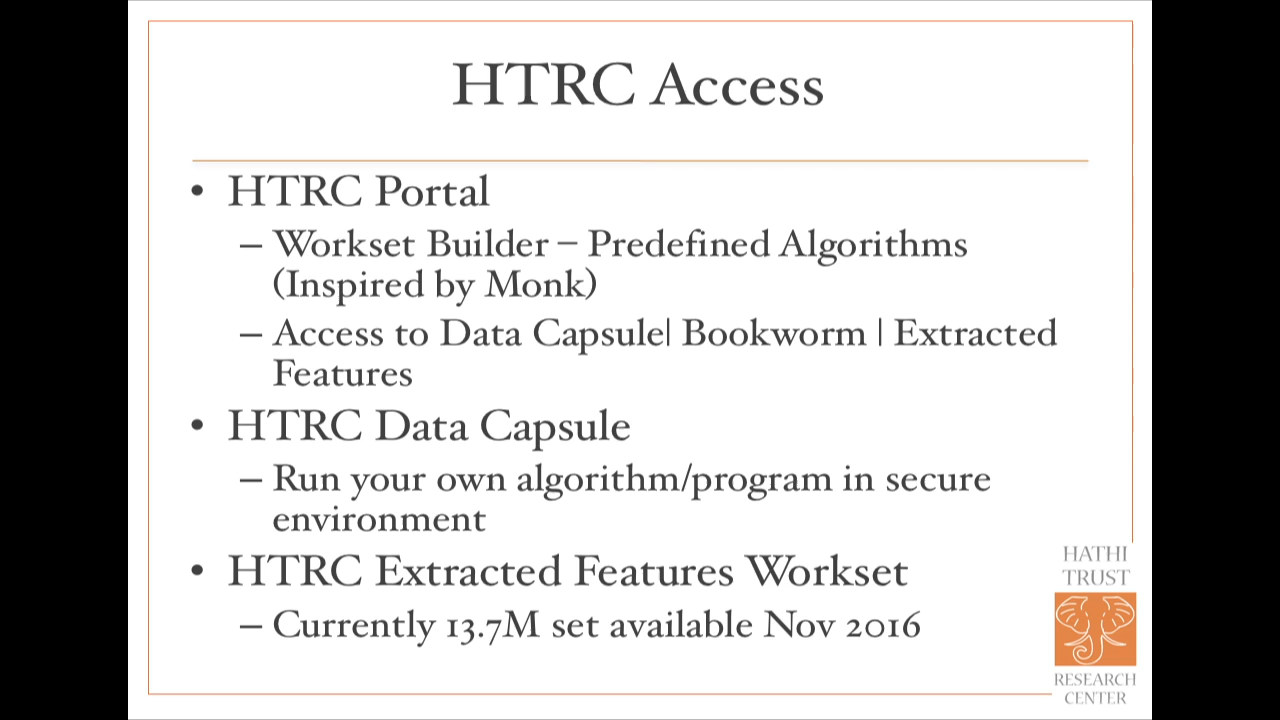 HTRC Access
• HTRC Portal
– Workset Builder – Predefined Algorithms
(Inspired by Monk)
– Access to Data Capsule| Bookworm | Extracted
Features
• HTRC Data Capsule
– Run your own algorithm/program in secure
environment
• HTRC Extracted Features Workset
– Currently 13.7M set available Nov 2016
HATHI
TRUST
RESEARCH
CENTER